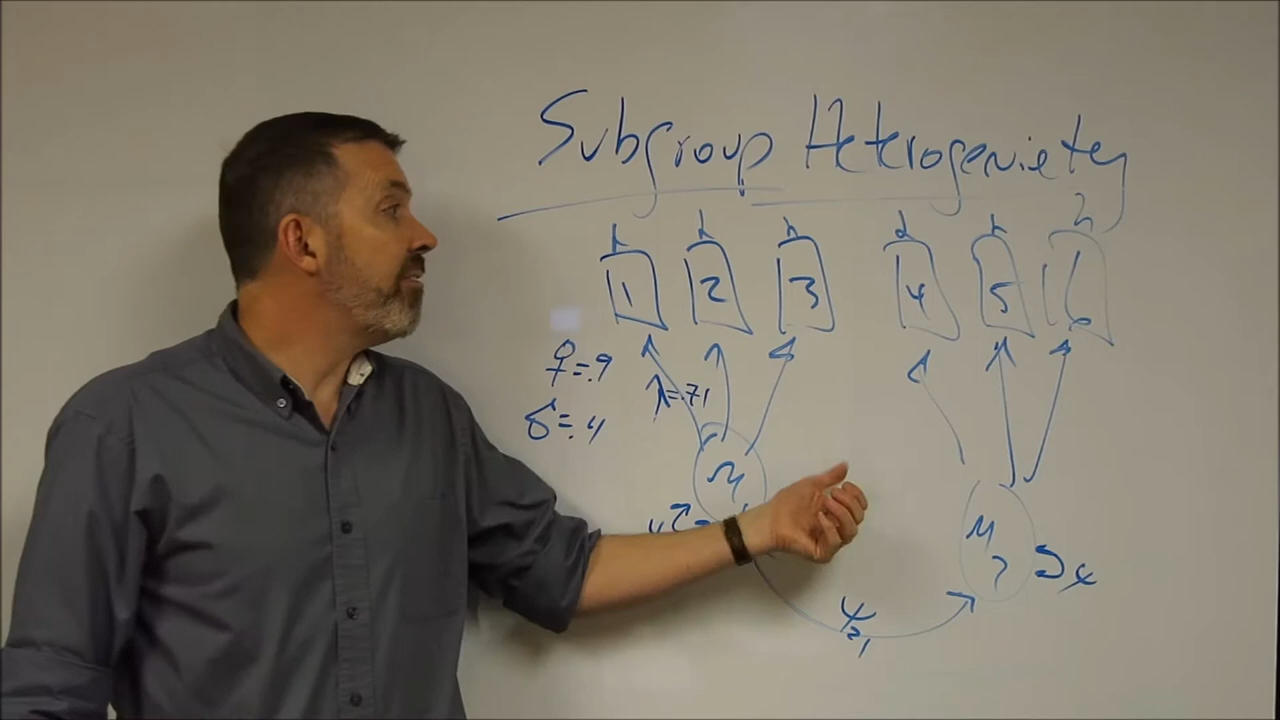 Subgroup Heterogeniety
1 2 3 4 5 6
♀=.9
λ=.71
♂=.4
η
ψ
ψ21